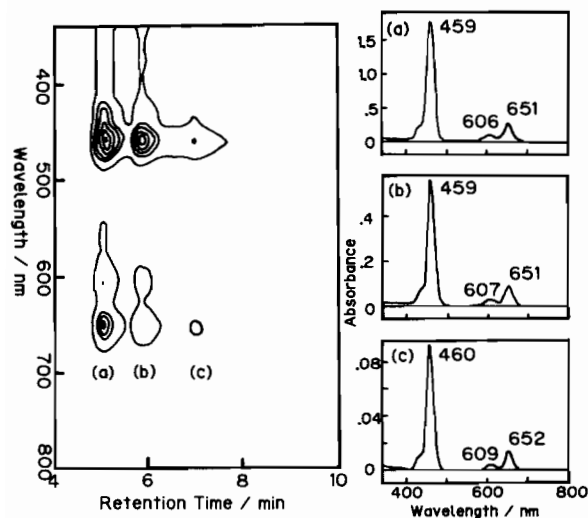 400
500
600
700
800
Wavelength / nm
(a) (b) (c)
4 6 8 10
Retention Time / min
(a)
459
606
651
1.5
1.0
.5
0
(b)
459
607
651
.4
.2
0
Absorbance
(c)
460
609
652
.08
.04
0
400 600 800
Wavelength / nm